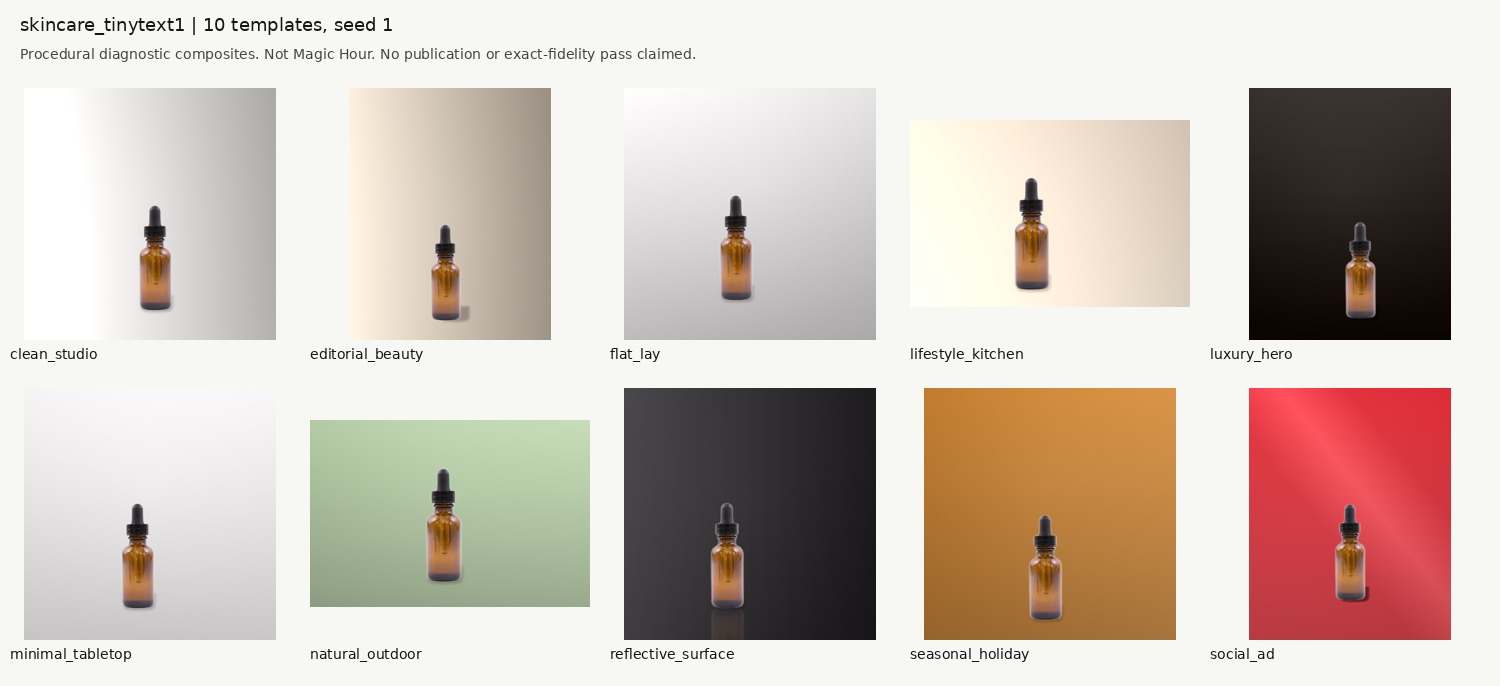 skincare_tinytext1 | 10 templates, seed 1
Procedural diagnostic composites. Not Magic Hour. No publication or exact-fidelity pass claimed.
clean_studio
editorial_beauty
flat_lay
lifestyle_kitchen
luxury_hero
minimal_tabletop
natural_outdoor
reflective_surface
seasonal_holiday
social_ad